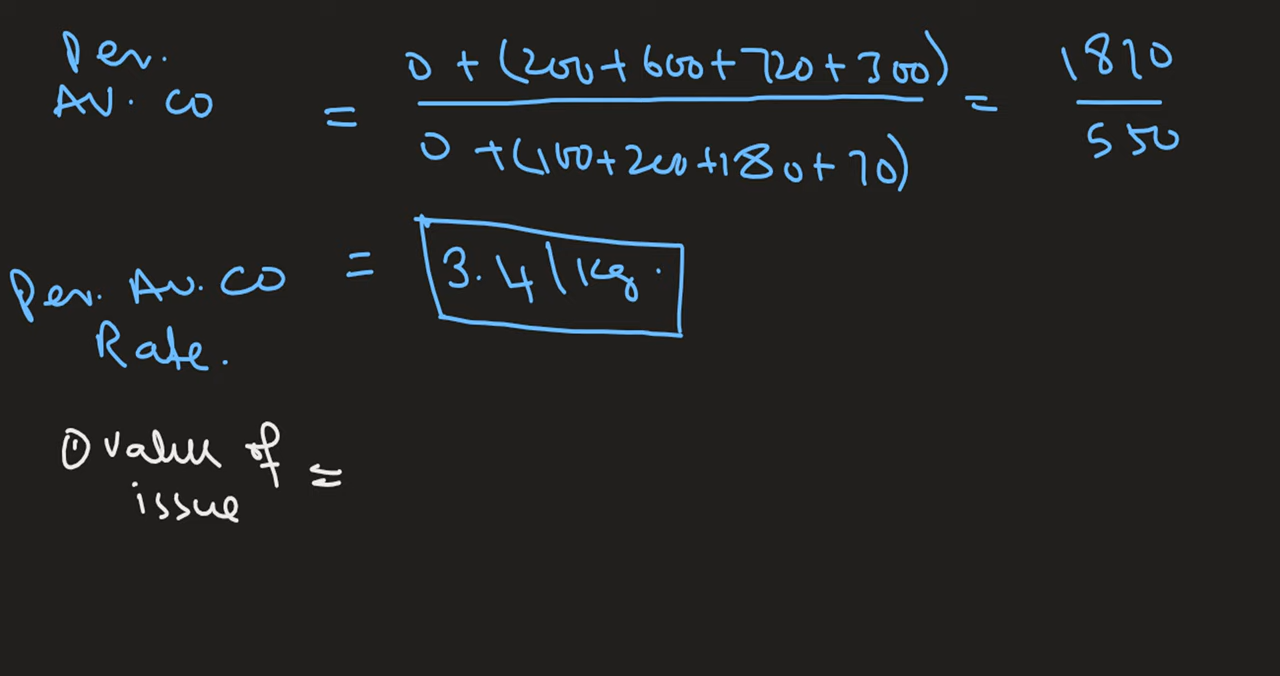 Per. Av. CO = 0 + (200 + 600 + 720 + 300) / 0 + (100 + 200 + 180 + 70) = 1870 / 550
Per. Av. CO Rate. = 3.4 / Kg.
① Value of issue =